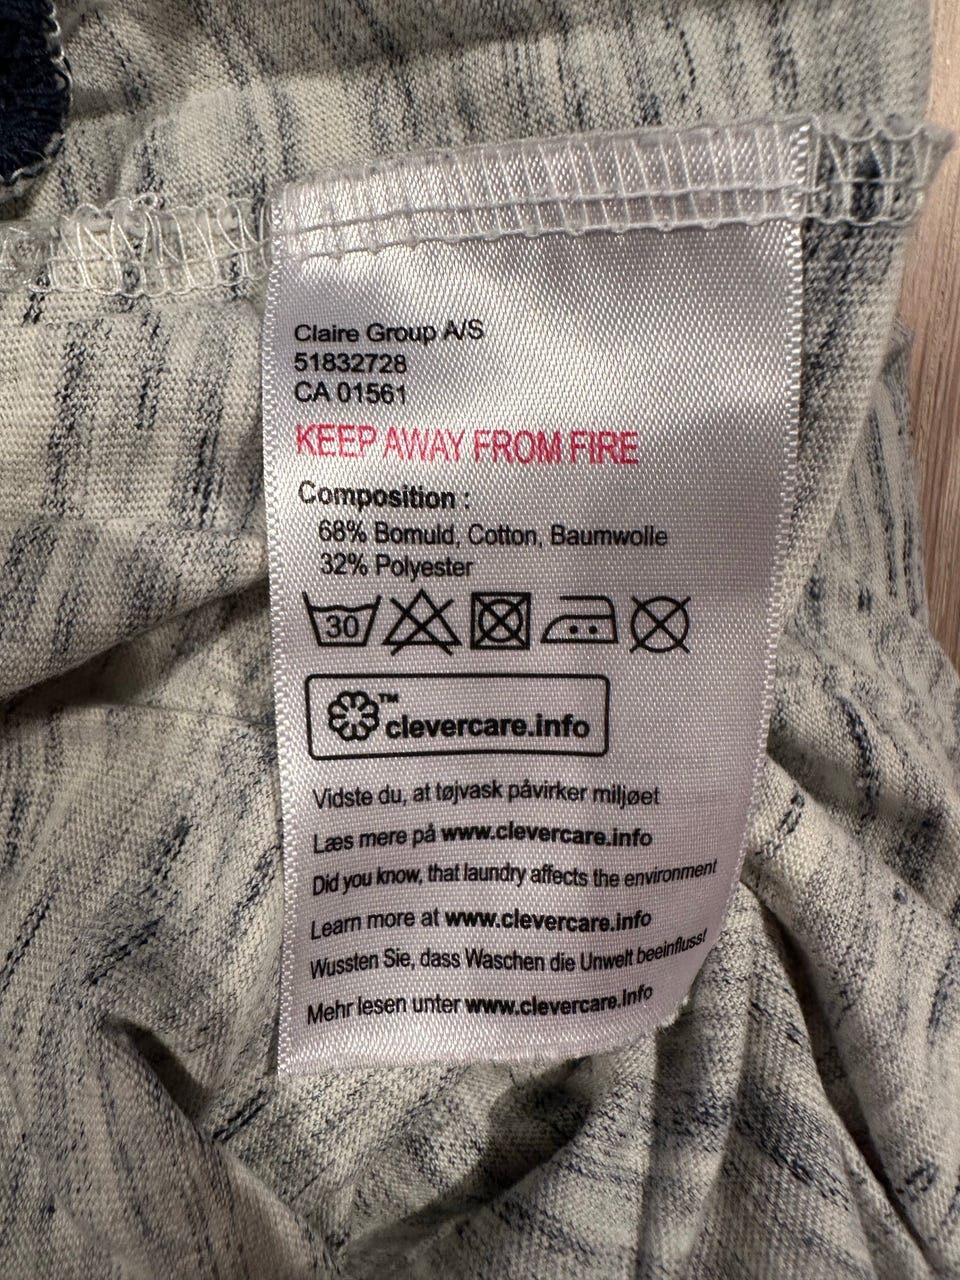 Claire Group A/S
51832728
CA 01561
KEEP AWAY FROM FIRE
Composition :
68% Bomuld, Cotton, Baumwolle
32% Polyester
30
™
clevercare.info
Vidste du, at tøjvask påvirker miljøet
Læs mere på www.clevercare.info
Did you know, that laundry affects the environment
Learn more at www.clevercare.info
Wussten Sie, dass Waschen die Unwelt beeinflusst
Mehr lesen unter www.clevercare.info